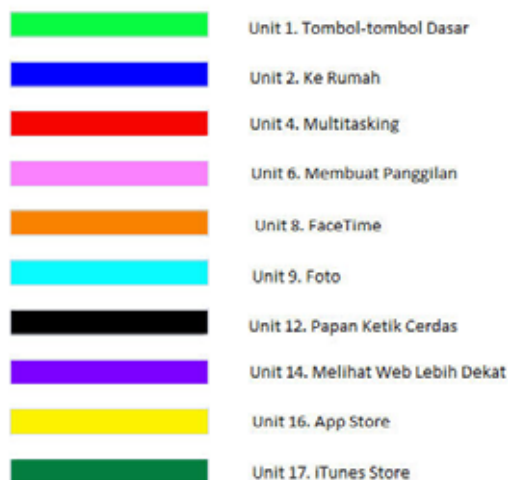 Unit 1. Tombol-tombol Dasar
Unit 2. Ke Rumah
Unit 4. Multitasking
Unit 6. Membuat Panggilan
Unit 8. FaceTime
Unit 9. Foto
Unit 12. Papan Ketik Cerdas
Unit 14. Melihat Web Lebih Dekat
Unit 16. App Store
Unit 17. iTunes Store